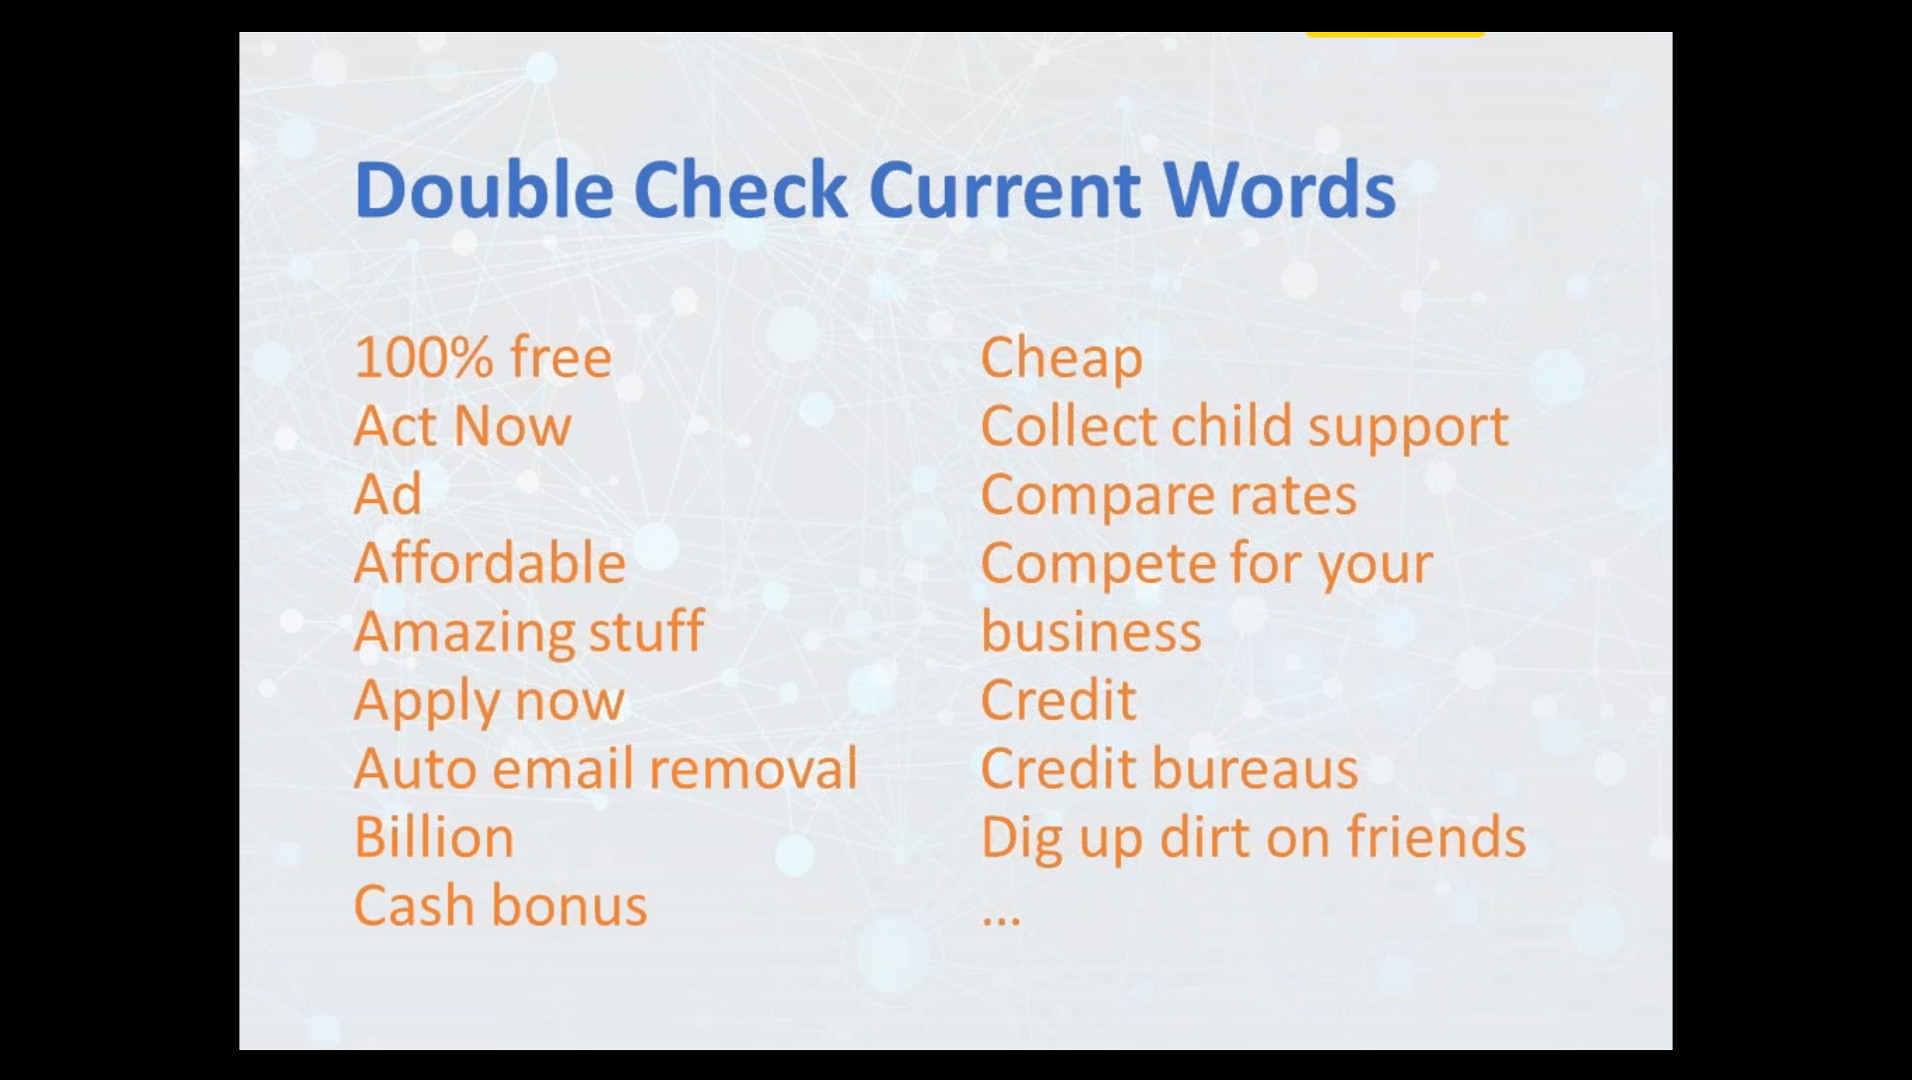 Double Check Current Words
100% free
Act Now
Ad
Affordable
Amazing stuff
Apply now
Auto email removal
Billion
Cash bonus
Cheap
Collect child support
Compare rates
Compete for your
business
Credit
Credit bureaus
Dig up dirt on friends
...